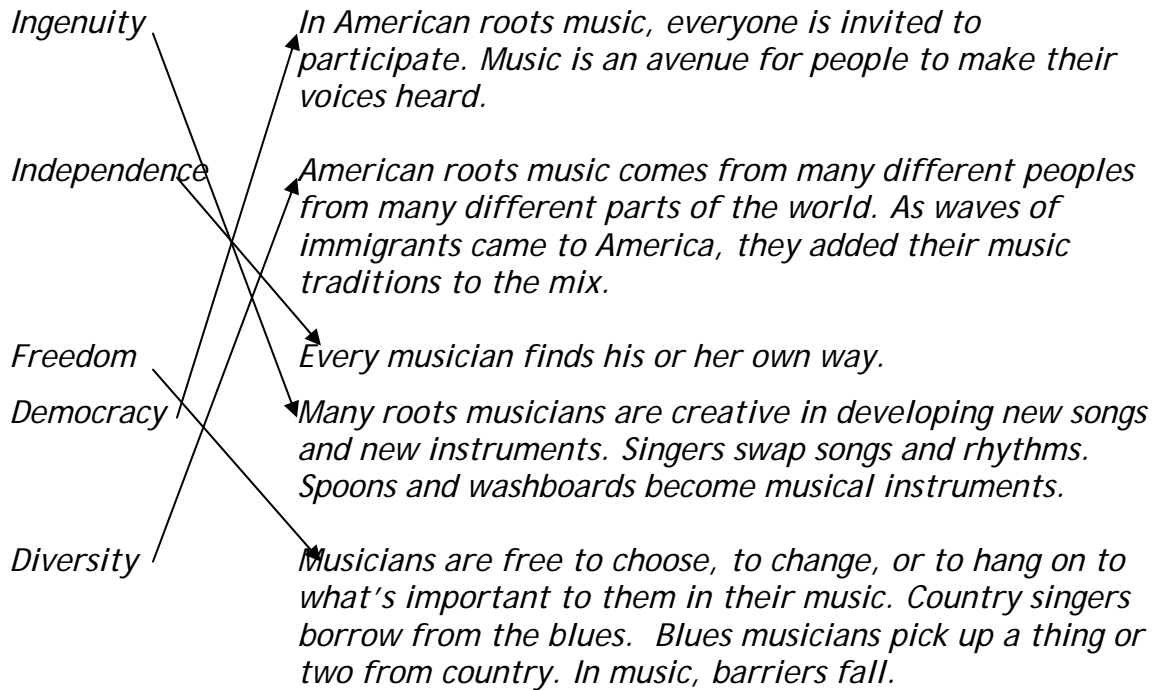 Ingenuity
In American roots music, everyone is invited to
participate. Music is an avenue for people to make their
voices heard.
Independence
American roots music comes from many different peoples
from many different parts of the world. As waves of
immigrants came to America, they added their music
traditions to the mix.
Freedom
Every musician finds his or her own way.
Democracy
Many roots musicians are creative in developing new songs
and new instruments. Singers swap songs and rhythms.
Spoons and washboards become musical instruments.
Diversity
Musicians are free to choose, to change, or to hang on to
what's important to them in their music. Country singers
borrow from the blues. Blues musicians pick up a thing or
two from country. In music, barriers fall.